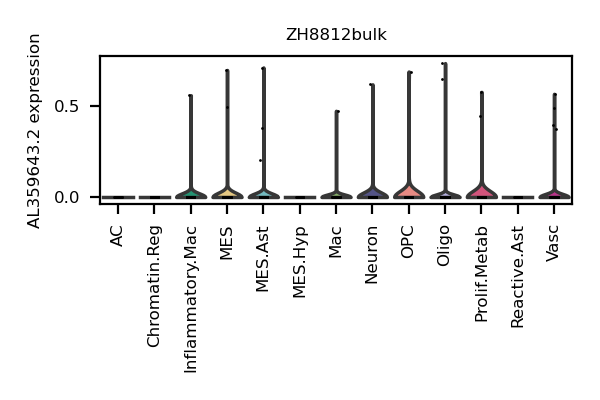 ZH8812bulk
AL359643.2 expression
0.5
0.0
AC
Chromatin.Reg
Inflammatory.Mac
MES
MES.Ast
MES.Hyp
Mac
Neuron
OPC
Oligo
Prolif.Metab
Reactive.Ast
Vasc